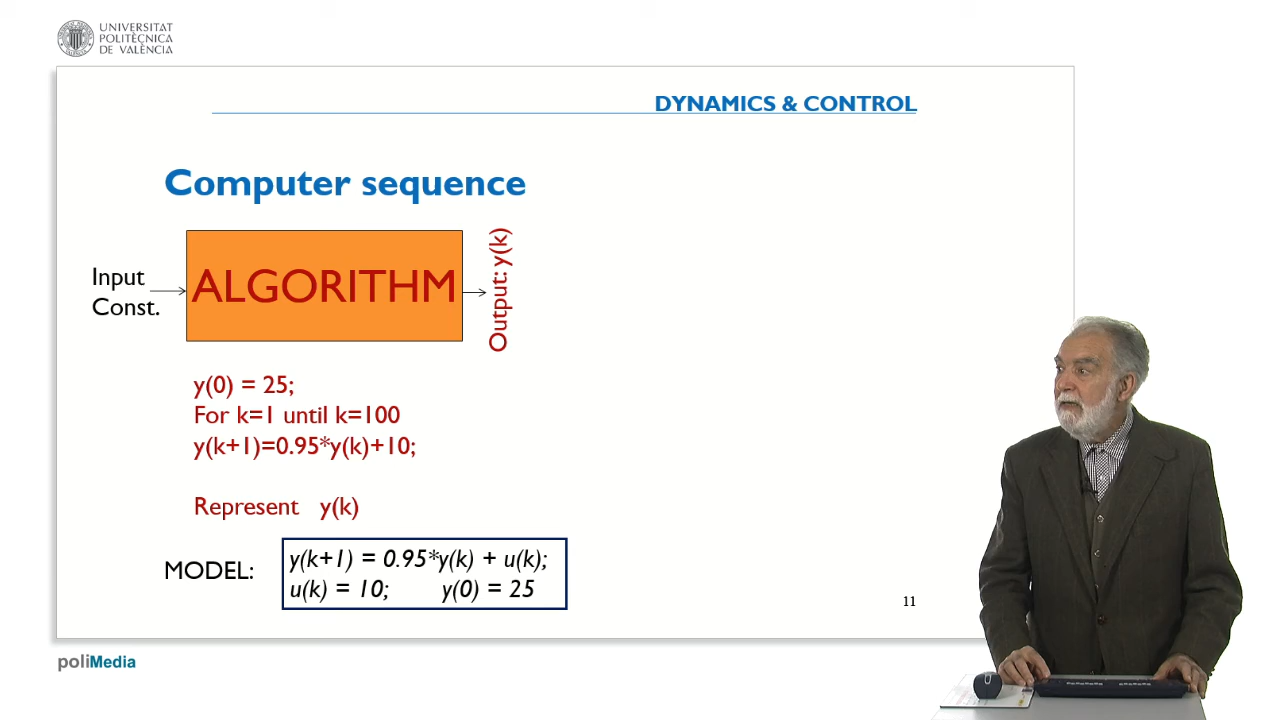 UNIVERSITAT
POLITÈCNICA
DE VALÈNCIA
DYNAMICS & CONTROL
Computer sequence
Input
Const.
ALGORITHM
Output: y(k)
y(0) = 25;
For k=1 until k=100
y(k+1)=0.95*y(k)+10;
Represent y(k)
MODEL:
y(k+1) = 0.95*y(k) + u(k);
u(k) = 10; y(0) = 25
11
poliMedia